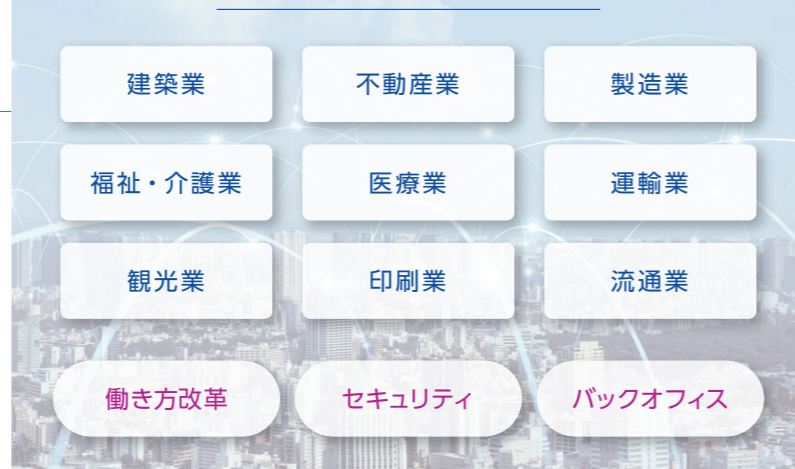 建築業
不動産業
製造業
福祉・介護業
医療業
運輸業
観光業
印刷業
流通業
働き方改革
セキュリティ
バックオフィス